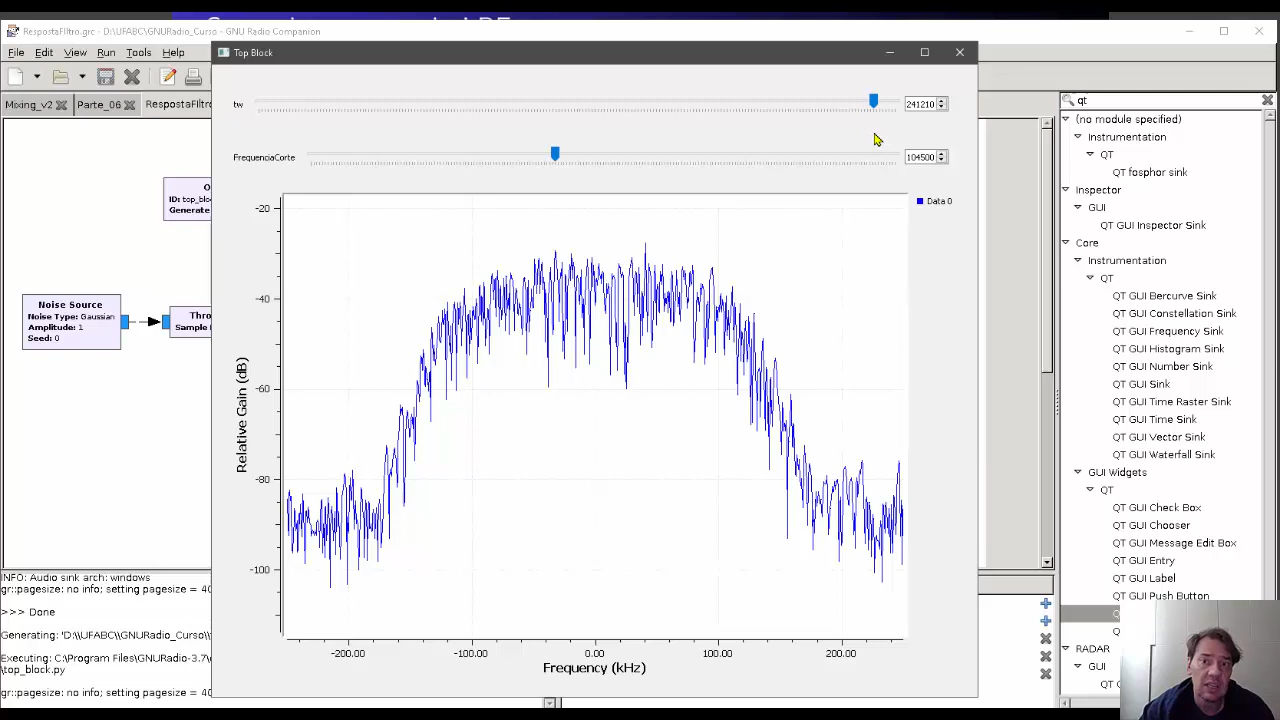 RespostaFIltro.grc - D:\UFABC\GNURadio_Curso - GNU Radio Companion
File Edit View Run Tools Help
Mixing_v2
Parte_06
RespostaFIltro
Noise Source
Noise Type: Gaussian
Amplitude: 1
Seed: 0
ID: top_bloc
Generate
Thro
Sample
Top Block
tw
241210
FrequenciaCorte
104500
Data 0
-20
-40
-60
-80
-100
Relative Gain (dB)
-200.00
-100.00
0.00
100.00
200.00
Frequency (kHz)
INFO: Audio sink arch: windows
gr::pagesize: no info; setting pagesize = 40
>>> Done
Generating: 'D:\\UFABC\\GNURadio_Curso\\
Executing: C:\Program Files\GNURadio-3.7\
\top_block.py
gr::pagesize: no info; setting pagesize = 40
qt
(no module specified)
Instrumentation
QT
QT fosphor sink
Inspector
GUI
QT GUI Inspector Sink
Core
Instrumentation
QT
QT GUI Bercurve Sink
QT GUI Constellation Sink
QT GUI Frequency Sink
QT GUI Histogram Sink
QT GUI Number Sink
QT GUI Sink
QT GUI Time Raster Sink
QT GUI Time Sink
QT GUI Vector Sink
QT GUI Waterfall Sink
GUI Widgets
QT
QT GUI Check Box
QT GUI Chooser
QT GUI Message Edit Box
QT GUI Entry
QT GUI Label
QT GUI Push Button
RADAR
GUI